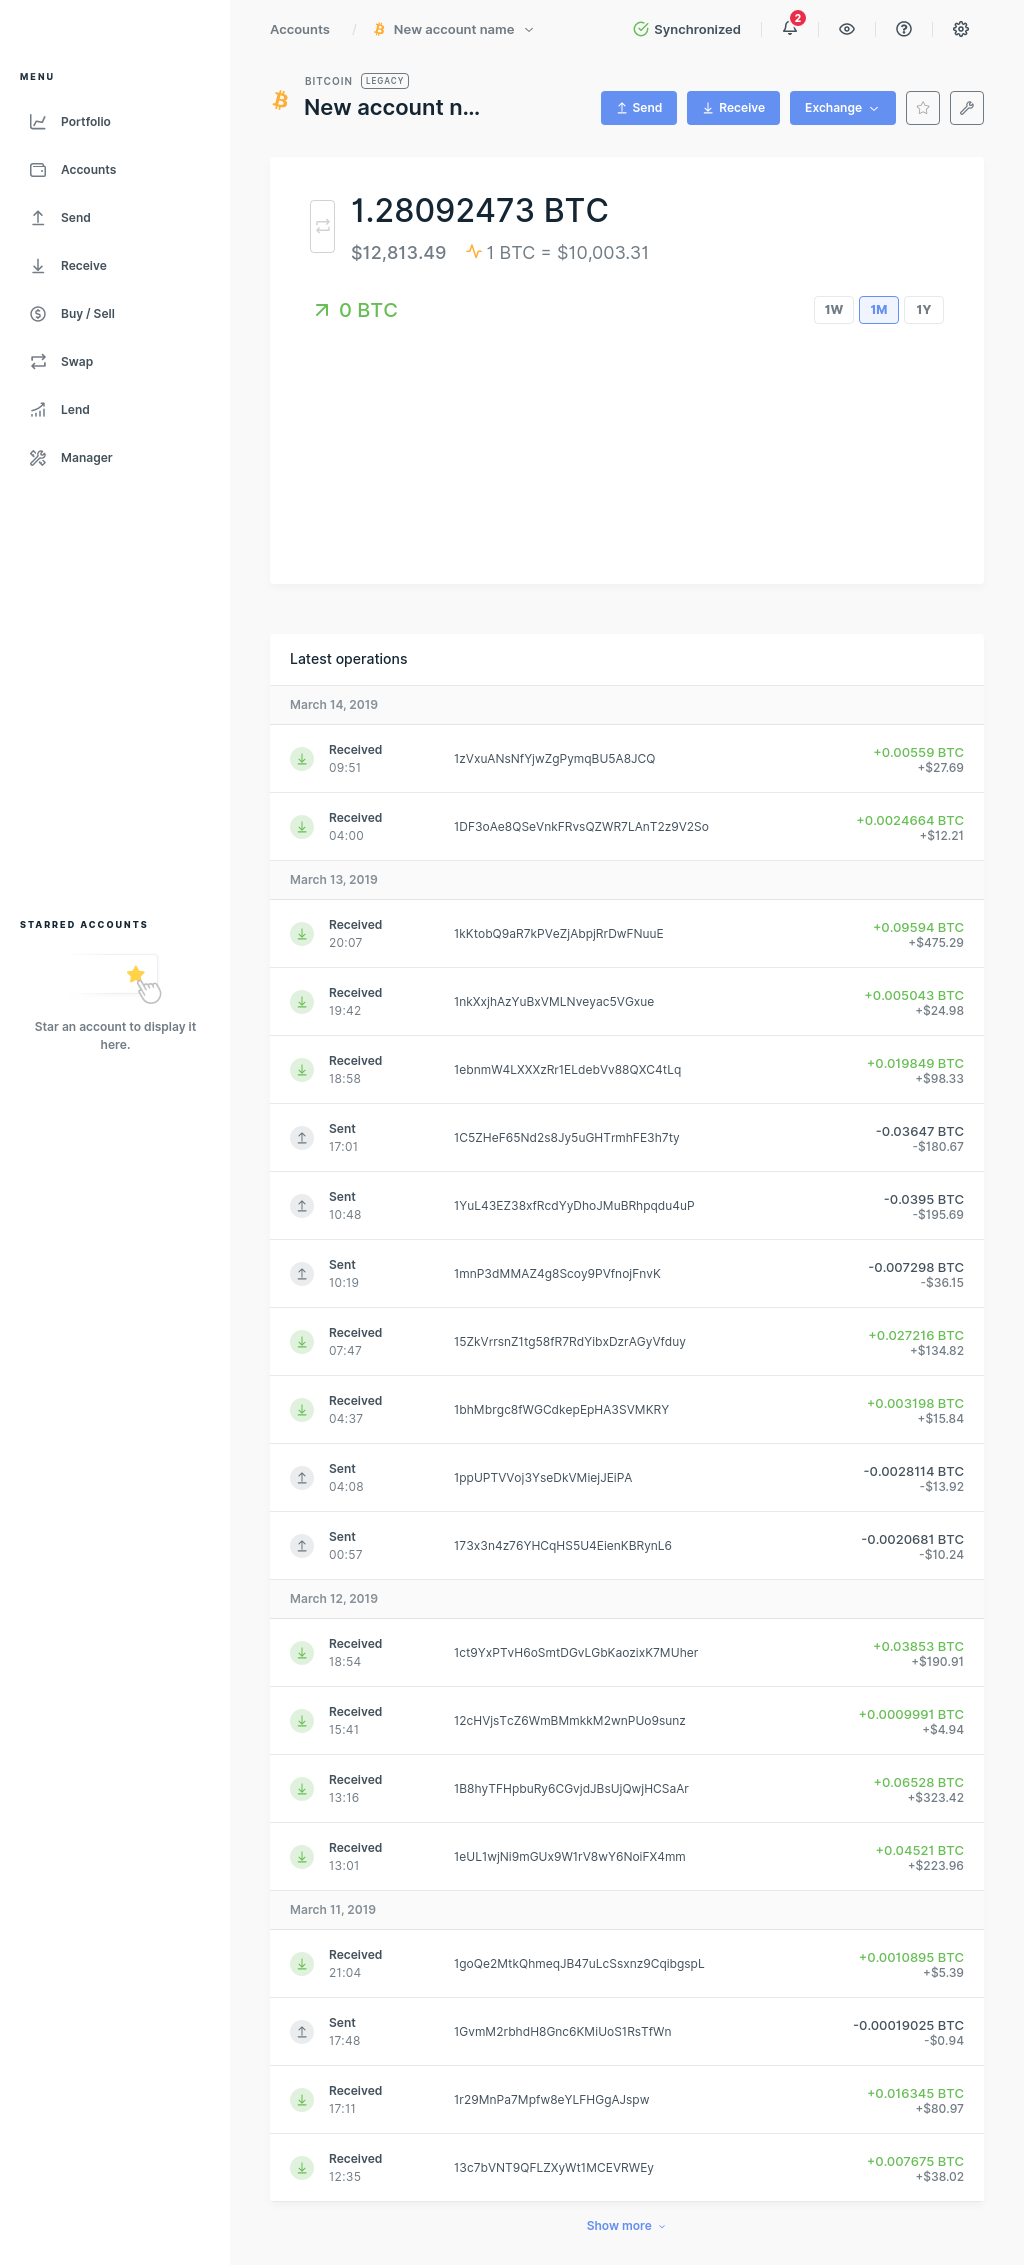 MENU
Portfolio
Accounts
Send
Receive
Buy / Sell
Swap
Lend
Manager
STARRED ACCOUNTS
Star an account to display it
here.
Accounts / New account name
Synchronized
2
BITCOIN LEGACY
New account n...
Send
Receive
Exchange
1.28092473 BTC
$12,813.49 1 BTC = $10,003.31
0 BTC
1W 1M 1Y
Latest operations
March 14, 2019
Received 1zVxuANsNfYjwZgPymqBU5A8JCQ +0.00559 BTC
09:51 +$27.69
Received 1DF3oAe8QSeVnkFRvsQZWR7LAnT2z9V2So +0.0024664 BTC
04:00 +$12.21
March 13, 2019
Received 1kKtobQ9aR7kPVeZjAbpjRrDwFNuuE +0.09594 BTC
20:07 +$475.29
Received 1nkXxjhAzYuBxVMLNveyac5VGxue +0.005043 BTC
19:42 +$24.98
Received 1ebnmW4LXXXzRr1ELdebVv88QXC4tLq +0.019849 BTC
18:58 +$98.33
Sent 1C5ZHeF65Nd2s8Jy5uGHTrmhFE3h7ty -0.03647 BTC
17:01 -$180.67
Sent 1YuL43EZ38xfRcdYyDhoJMuBRhpqdu4uP -0.0395 BTC
10:48 -$195.69
Sent 1mnP3dMMAZ4g8Scoy9PVfnojFnvK -0.007298 BTC
10:19 -$36.15
Received 15ZkVrrsnZ1tg58fR7RdYibxDzrAGyVfduy +0.027216 BTC
07:47 +$134.82
Received 1bhMbrgc8fWGCdkepEpHA3SVMKRY +0.003198 BTC
04:37 +$15.84
Sent 1ppUPTVVoj3YseDkVMiejJEiPA -0.0028114 BTC
04:08 -$13.92
Sent 173x3n4z76YHCqHS5U4EienKBRynL6 -0.0020681 BTC
00:57 -$10.24
March 12, 2019
Received 1ct9YxPTvH6oSmtDGvLGbKaozixK7MUher +0.03853 BTC
18:54 +$190.91
Received 12cHVjsTcZ6WmBMmkkM2wnPUo9sunz +0.0009991 BTC
15:41 +$4.94
Received 1B8hyTFHpbuRy6CGvjdJBsUjQwjHCSaAr +0.06528 BTC
13:16 +$323.42
Received 1eUL1wjNi9mGUx9W1rV8wY6NoiFX4mm +0.04521 BTC
13:01 +$223.96
March 11, 2019
Received 1goQe2MtkQhmeqJB47uLcSsxnz9CqibgspL +0.0010895 BTC
21:04 +$5.39
Sent 1GvmM2rbhdH8Gnc6KMiUoS1RsTfWn -0.00019025 BTC
17:48 -$0.94
Received 1r29MnPa7Mpfw8eYLFHGgAJspw +0.016345 BTC
17:11 +$80.97
Received 13c7bVNT9QFLZXyWt1MCEVRWEy +0.007675 BTC
12:35 +$38.02
Show more